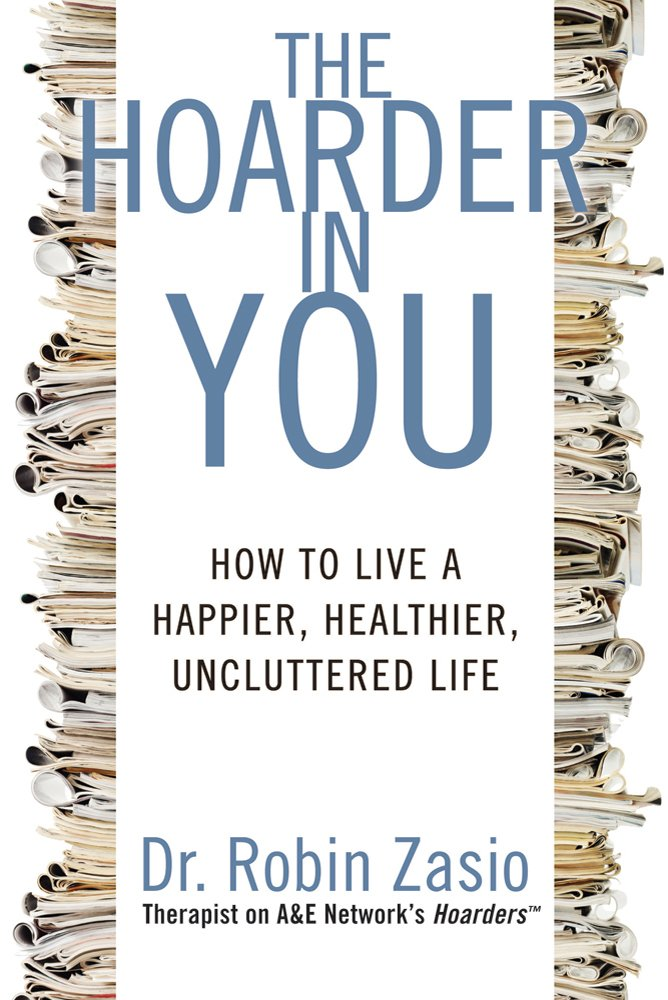 THE
HOARDER
IN
YOU
HOW TO LIVE A
HAPPIER, HEALTHIER,
UNCLUTTERED LIFE
Dr. Robin Zasio
Therapist on A&E Network's Hoarders™